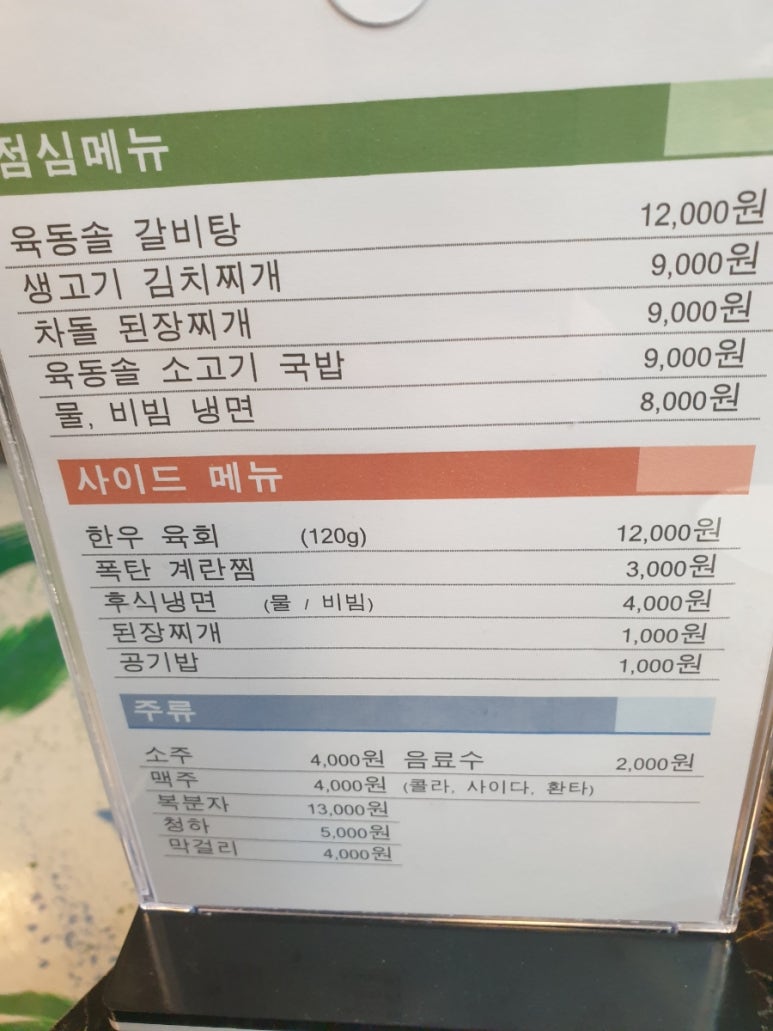 점심메뉴
육동솔 갈비탕 12,000원
생고기 김치찌개 9,000원
차돌 된장찌개 9,000원
육동솔 소고기 국밥 9,000원
물, 비빔 냉면 8,000원
사이드 메뉴
한우 육회 (120g) 12,000원
폭탄 계란찜 3,000원
후식냉면 (물 / 비빔) 4,000원
된장찌개 1,000원
공기밥 1,000원
주류
소주 4,000원 음료수 2,000원
맥주 4,000원 (콜라, 사이다, 환타)
복분자 13,000원
청하 5,000원
막걸리 4,000원